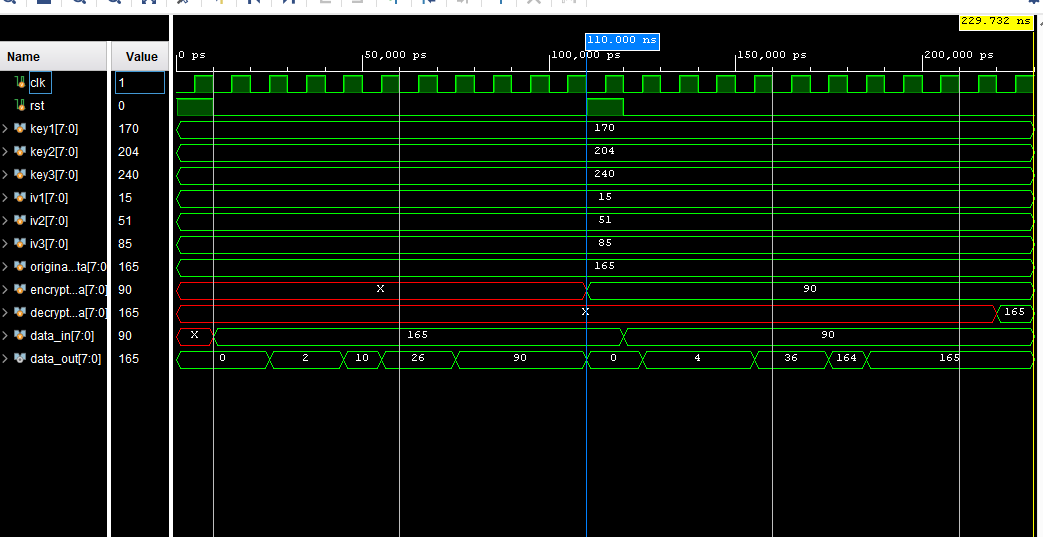 229.732 ns
110.000 ns
Name Value 0 ps 50,000 ps 100,000 ps 150,000 ps 200,000 ps
clk 1
rst 0
key1[7:0] 170 170
key2[7:0] 204 204
key3[7:0] 240 240
iv1[7:0] 15 15
iv2[7:0] 51 51
iv3[7:0] 85 85
origina...ta[7:0] 165 165
encrypt...a[7:0] 90 X 90
decrypt...a[7:0] 165 X 165
data_in[7:0] 90 X 165 90
data_out[7:0] 165 0 2 10 26 90 0 4 36 164 165